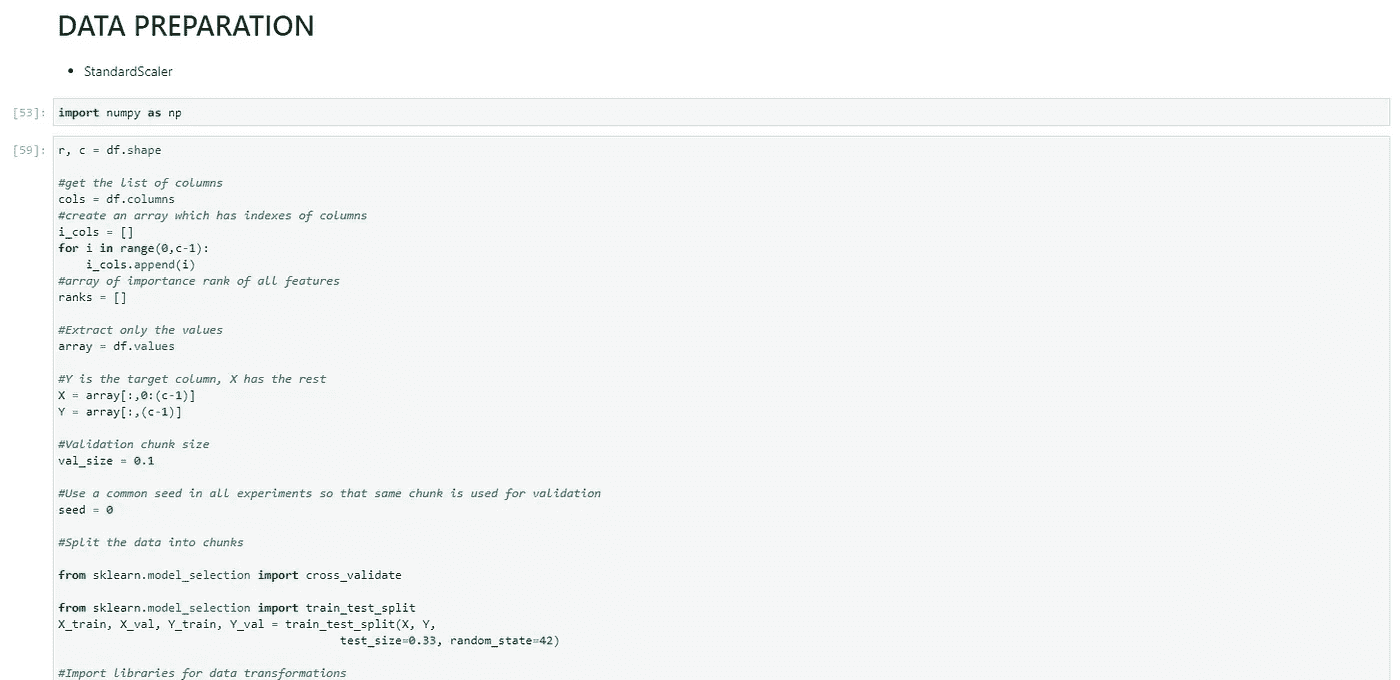 DATA PREPARATION
• StandardScaler
[53]: import numpy as np
[59]: r, c = df.shape
#get the list of columns
cols = df.columns
#create an array which has indexes of columns
i_cols = []
for i in range(0,c-1):
    i_cols.append(i)
#array of importance rank of all features
ranks = []
#Extract only the values
array = df.values
#Y is the target column, X has the rest
X = array[:,0:(c-1)]
Y = array[:,(c-1)]
#Validation chunk size
val_size = 0.1
#Use a common seed in all experiments so that same chunk is used for validation
seed = 0
#Split the data into chunks
from sklearn.model_selection import cross_validate
from sklearn.model_selection import train_test_split
X_train, X_val, Y_train, Y_val = train_test_split(X, Y,
                                         test_size=0.33, random_state=42)
#Import libraries for data transformations